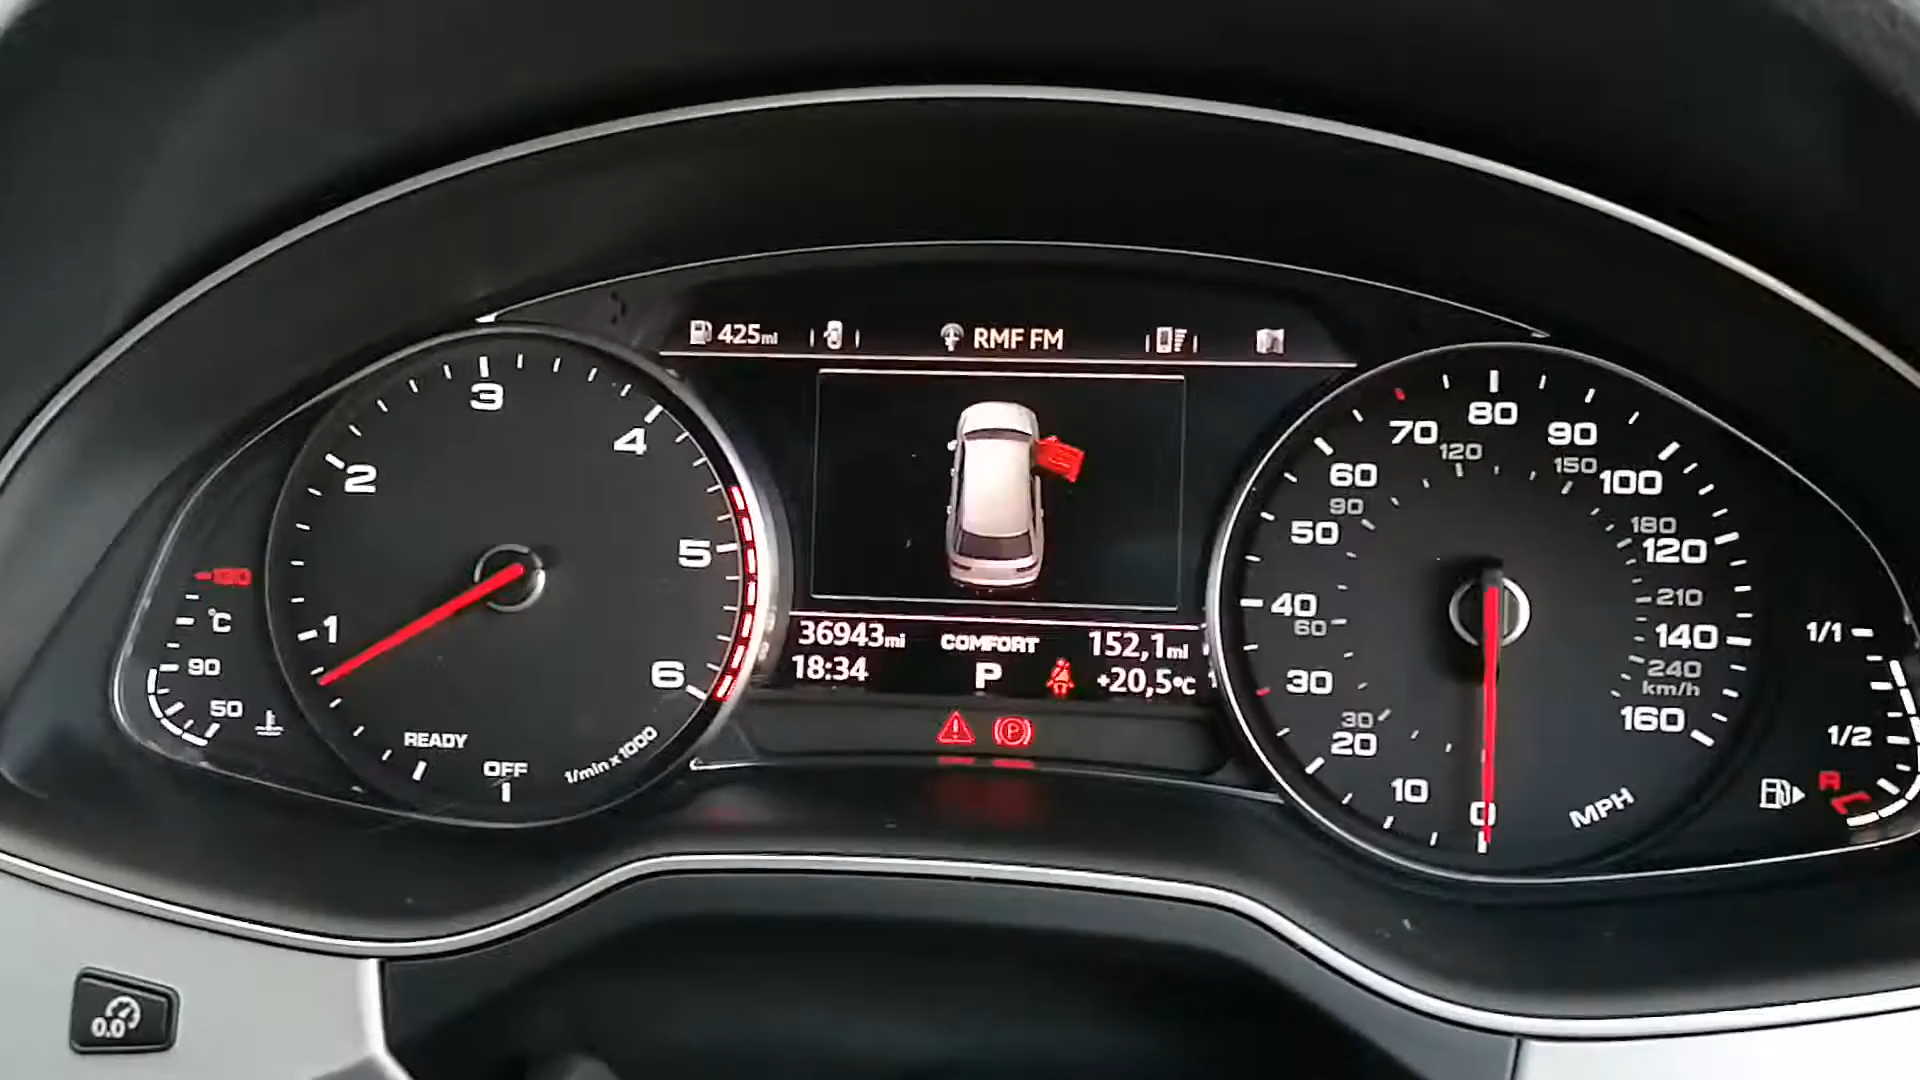 425mi
RMF FM
36943mi
COMFORT
152,1mi
18:34
P
+20,5°C
1
2
3
4
5
6
READY
OFF
1/min x 1000
130
°C
90
50
0
10
20
30
40
50
60
70
80
90
100
120
140
160
MPH
30
60
90
120
150
180
210
240
km/h
1/1
1/2
R
P
0.0